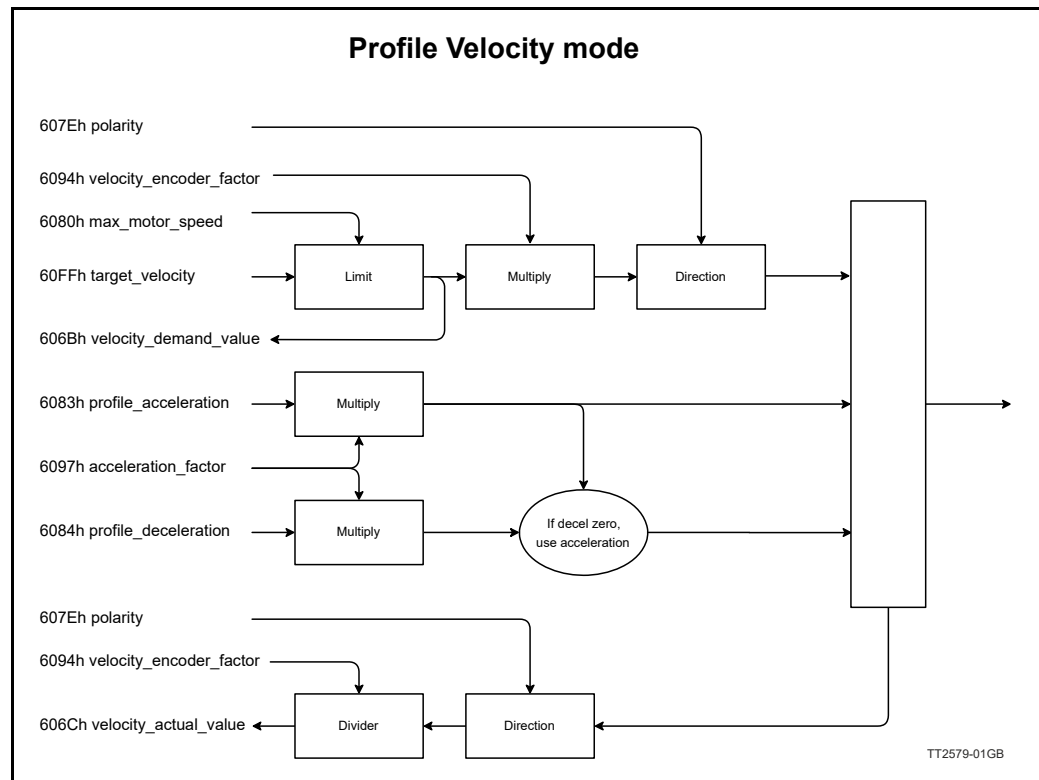 Profile Velocity mode
607Eh polarity
6094h velocity_encoder_factor
6080h max_motor_speed
60FFh target_velocity
Limit
Multiply
Direction
606Bh velocity_demand_value
6083h profile_acceleration
Multiply
6097h acceleration_factor
6084h profile_deceleration
Multiply
If decel zero,
use acceleration
607Eh polarity
6094h velocity_encoder_factor
606Ch velocity_actual_value
Divider
Direction
TT2579-01GB